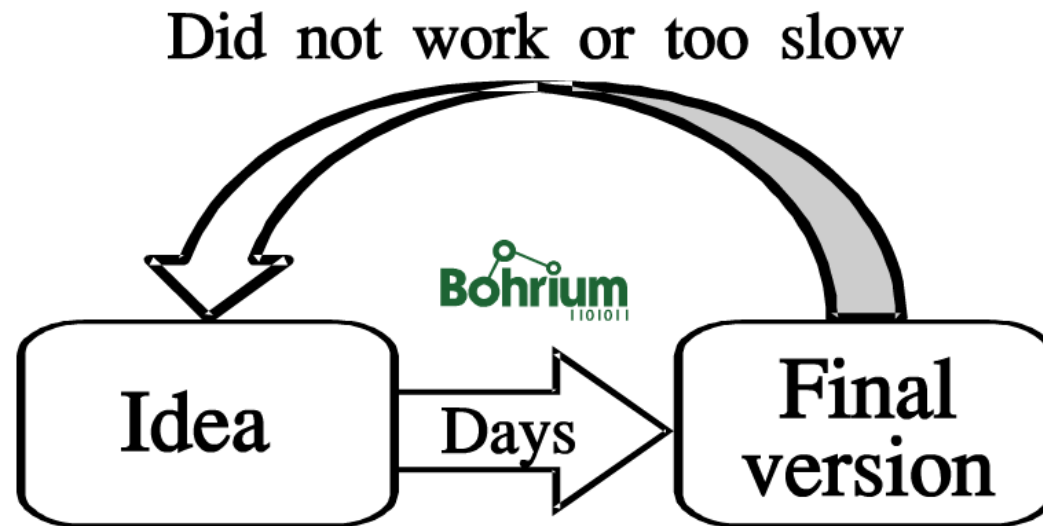 Did not work or too slow
Bohrium
1101011
Idea
Days
Final
version